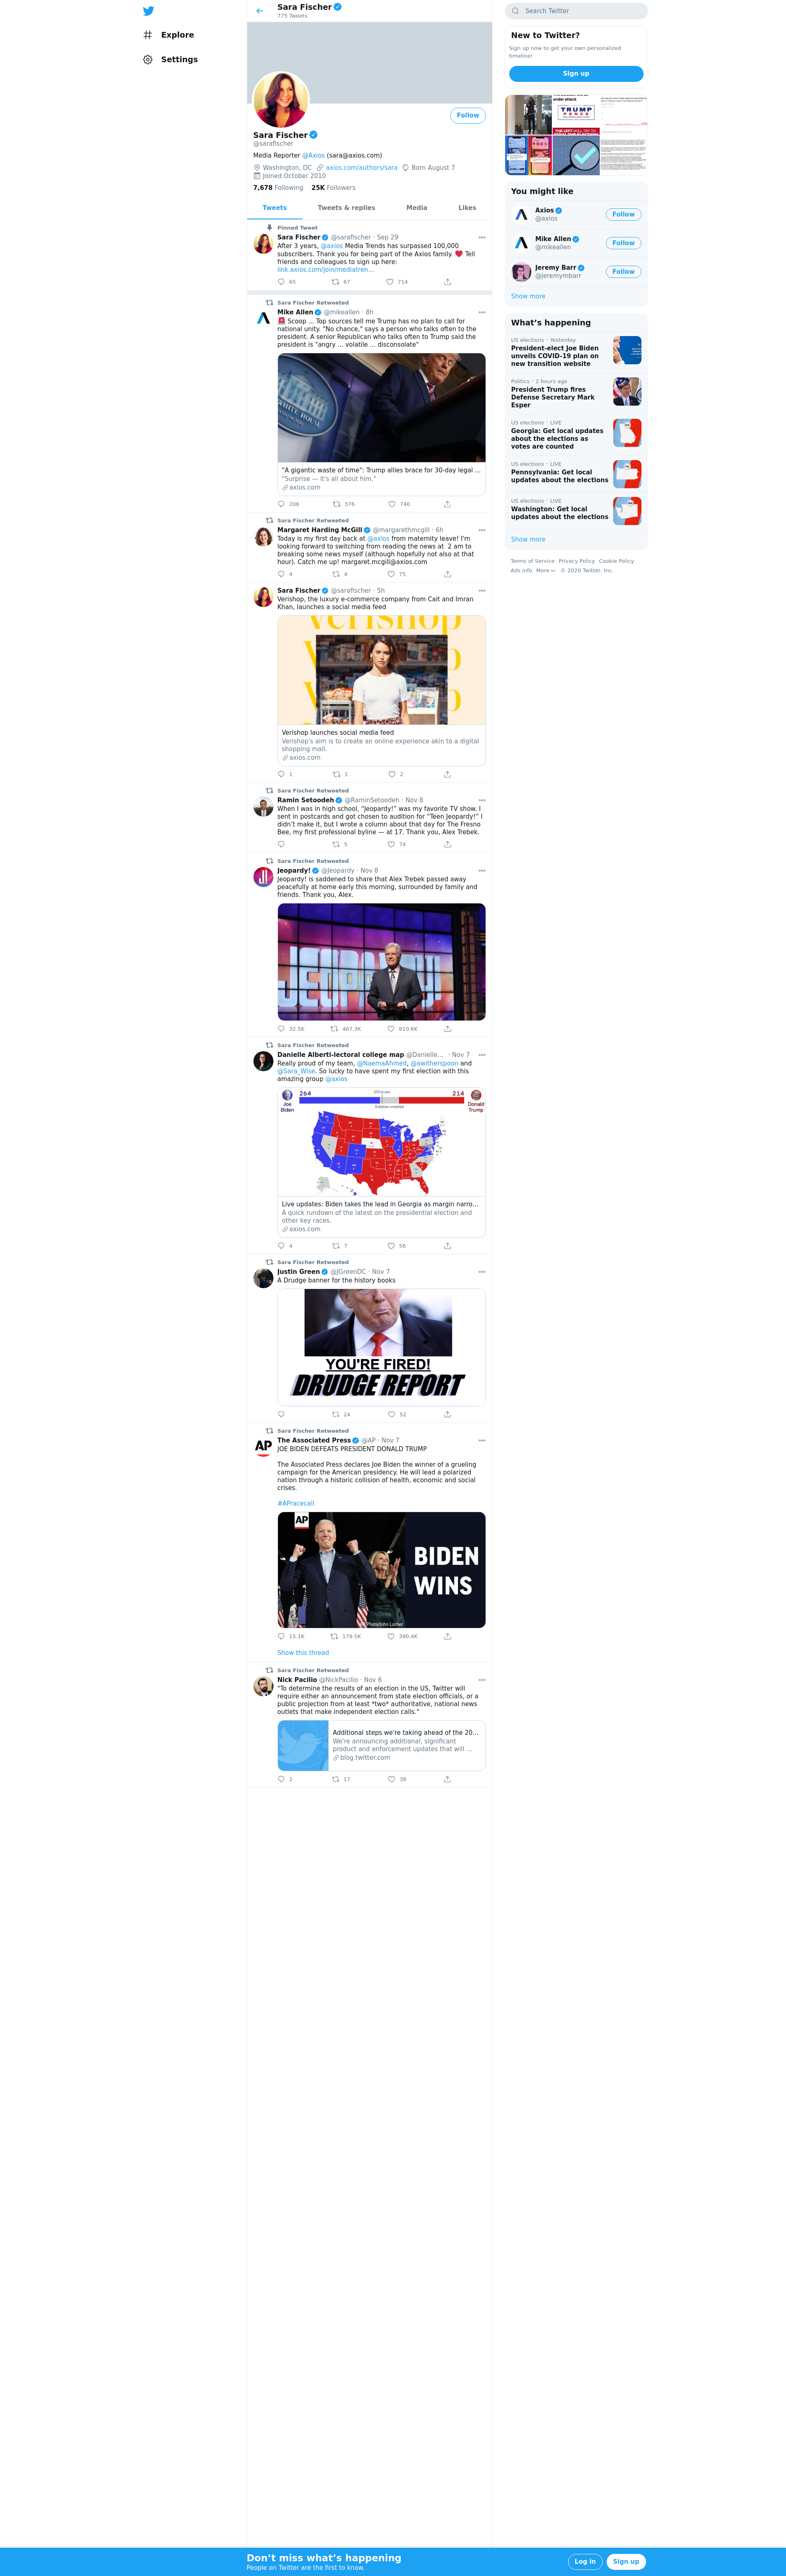 Explore
Settings
Sara Fischer
775 Tweets
Follow
Sara Fischer
@sarafischer
Media Reporter @Axios (sara@axios.com)
Washington, DC axios.com/authors/sara Born August 7
Joined October 2010
7,678 Following 25K Followers
Tweets Tweets & replies Media Likes
Pinned Tweet
Sara Fischer @sarafischer · Sep 29
After 3 years, @axios Media Trends has surpassed 100,000
subscribers. Thank you for being part of the Axios family. ❤️ Tell
friends and colleagues to sign up here:
link.axios.com/join/mediatren…
65 67 714
Sara Fischer Retweeted
Mike Allen @mikeallen · 8h
🚨 Scoop ... Top sources tell me Trump has no plan to call for
national unity. "No chance," says a person who talks often to the
president. A senior Republican who talks often to Trump said the
president is "angry ... volatile ... disconsolate"
"A gigantic waste of time": Trump allies brace for 30-day legal ...
"Surprise — it's all about him."
axios.com
206 376 740
Sara Fischer Retweeted
Margaret Harding McGill @margarethmcgill · 6h
Today is my first day back at @axios from maternity leave! I'm
looking forward to switching from reading the news at 2 am to
breaking some news myself (although hopefully not also at that
hour). Catch me up! margaret.mcgill@axios.com
4 4 75
Sara Fischer @sarafischer · 5h
Verishop, the luxury e-commerce company from Cait and Imran
Khan, launches a social media feed
Verishop launches social media feed
Verishop's aim is to create an online experience akin to a digital
shopping mall.
axios.com
1 1 2
Sara Fischer Retweeted
Ramin Setoodeh @RaminSetoodeh · Nov 8
When I was in high school, "Jeopardy!" was my favorite TV show. I
sent in postcards and got chosen to audition for "Teen Jeopardy!" I
didn't make it, but I wrote a column about that day for The Fresno
Bee, my first professional byline — at 17. Thank you, Alex Trebek.
5 74
Sara Fischer Retweeted
Jeopardy! @Jeopardy · Nov 8
Jeopardy! is saddened to share that Alex Trebek passed away
peacefully at home early this morning, surrounded by family and
friends. Thank you, Alex.
32.5K 467.3K 810.6K
Sara Fischer Retweeted
Danielle Alberti-lectoral college map @Danielle… · Nov 7
Really proud of my team, @NaemaAhmed, @awitherspoon and
@Sara_Wise. So lucky to have spent my first election with this
amazing group @axios
264 214
Joe
Biden
Donald
Trump
Live updates: Biden takes the lead in Georgia as margin narro...
A quick rundown of the latest on the presidential election and
other key races.
axios.com
4 7 56
Sara Fischer Retweeted
Justin Green @JGreenDC · Nov 7
A Drudge banner for the history books
YOU'RE FIRED!
DRUDGE REPORT
24 52
Sara Fischer Retweeted
The Associated Press @AP · Nov 7
JOE BIDEN DEFEATS PRESIDENT DONALD TRUMP
The Associated Press declares Joe Biden the winner of a grueling
campaign for the American presidency. He will lead a polarized
nation through a historic collision of health, economic and social
crises.
#APracecall
AP
BIDEN
WINS
15.1K 179.5K 390.4K
Show this thread
Sara Fischer Retweeted
Nick Pacilio @NickPacilio · Nov 6
"To determine the results of an election in the US, Twitter will
require either an announcement from state election officials, or a
public projection from at least *two* authoritative, national news
outlets that make independent election calls."
Additional steps we're taking ahead of the 20...
We're announcing additional, significant
product and enforcement updates that will ...
blog.twitter.com
2 17 38
Search Twitter
New to Twitter?
Sign up now to get your own personalized
timeline!
Sign up
under attack
TRUMP
PENCE
You might like
Axios
@axios
Follow
Mike Allen
@mikeallen
Follow
Jeremy Barr
@jeremymbarr
Follow
Show more
What's happening
US elections · Yesterday
President-elect Joe Biden
unveils COVID-19 plan on
new transition website
Politics · 2 hours ago
President Trump fires
Defense Secretary Mark
Esper
US elections · LIVE
Georgia: Get local updates
about the elections as
votes are counted
US elections · LIVE
Pennsylvania: Get local
updates about the elections
US elections · LIVE
Washington: Get local
updates about the elections
Show more
Terms of Service Privacy Policy Cookie Policy
Ads info More © 2020 Twitter, Inc.
Don't miss what's happening
People on Twitter are the first to know.
Log in Sign up